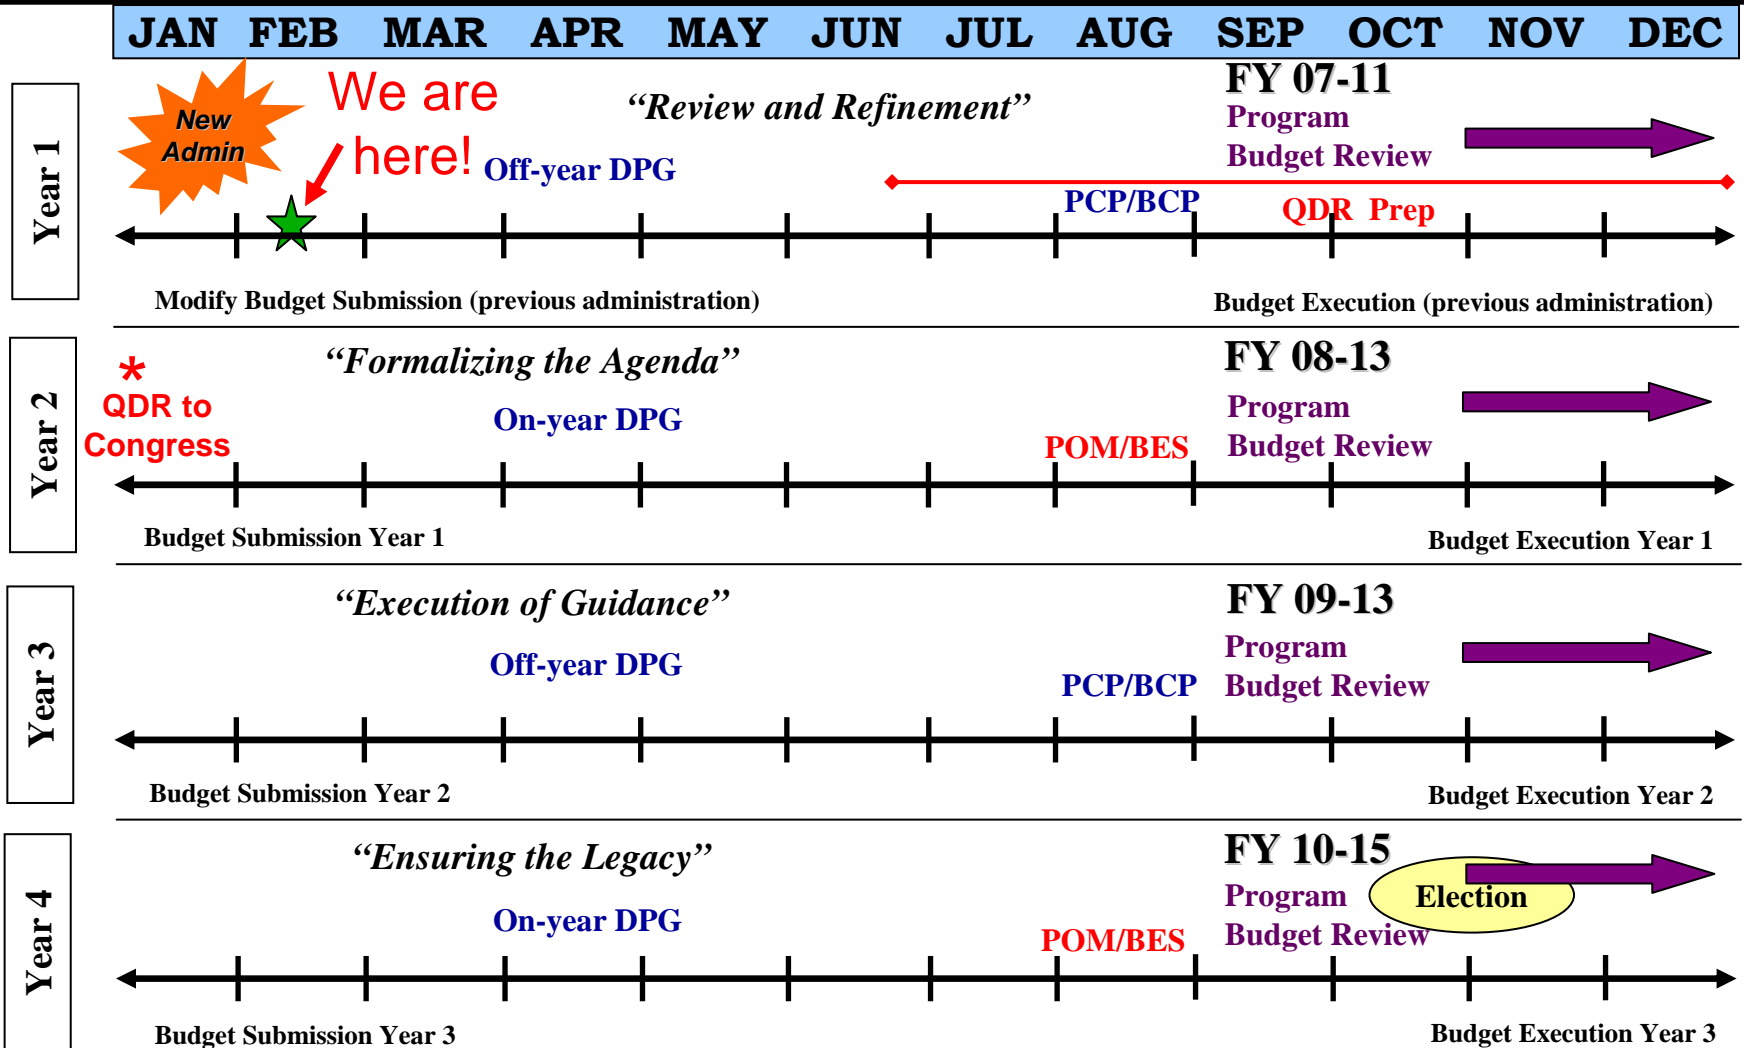 JAN FEB MAR APR MAY JUN JUL AUG SEP OCT NOV DEC
Year 1
New
Admin
We are
here!
“Review and Refinement”
FY 07-11
Program
Budget Review
Off-year DPG
PCP/BCP
QDR Prep
Modify Budget Submission (previous administration)
Budget Execution (previous administration)
Year 2
*
QDR to
Congress
“Formalizing the Agenda”
FY 08-13
On-year DPG
Program
Budget Review
POM/BES
Budget Submission Year 1
Budget Execution Year 1
Year 3
“Execution of Guidance”
FY 09-13
Program
Budget Review
Off-year DPG
PCP/BCP
Budget Submission Year 2
Budget Execution Year 2
Year 4
“Ensuring the Legacy”
FY 10-15
Program
Budget Review
Election
On-year DPG
POM/BES
Budget Submission Year 3
Budget Execution Year 3